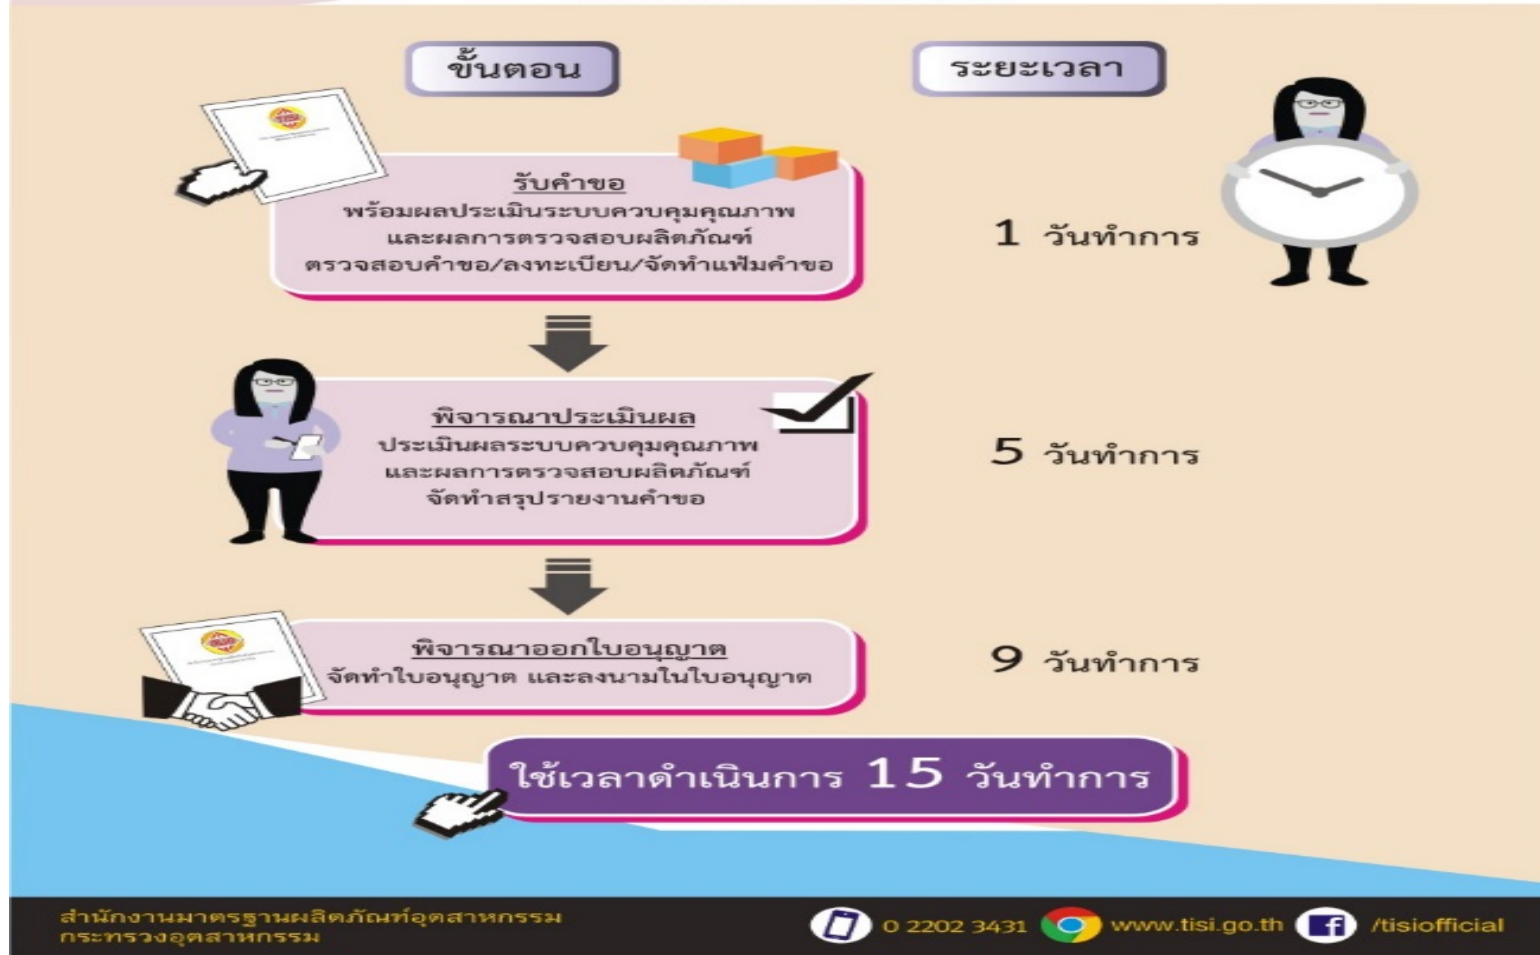 ขั้นตอน
ระยะเวลา
รับคำขอ
พร้อมผลประเมินระบบควบคุมคุณภาพ
และผลการตรวจสอบผลิตภัณฑ์
ตรวจสอบคำขอ/ลงทะเบียน/จัดทำแฟ้มคำขอ
1 วันทำการ
พิจารณาประเมินผล
ประเมินผลระบบควบคุมคุณภาพ
และผลการตรวจสอบผลิตภัณฑ์
จัดทำสรุปรายงานคำขอ
5 วันทำการ
พิจารณาออกใบอนุญาต
จัดทำใบอนุญาต และลงนามในใบอนุญาต
9 วันทำการ
ใช้เวลาดำเนินการ 15 วันทำการ
สำนักงานมาตรฐานผลิตภัณฑ์อุตสาหกรรม
กระทรวงอุตสาหกรรม
0 2202 3431 www.tisi.go.th /tisiofficial